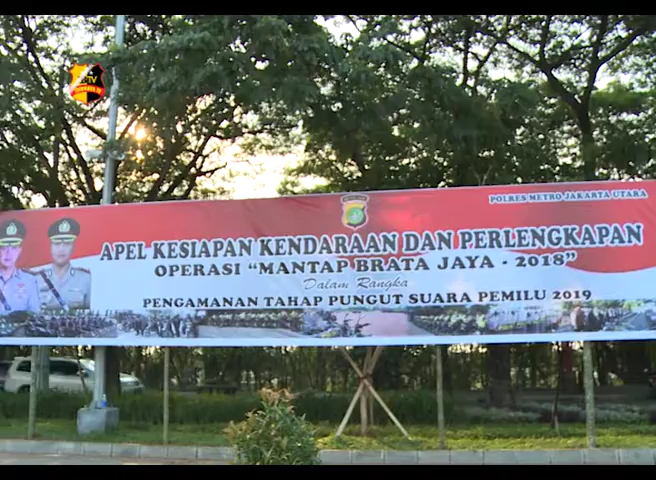 TV
POLRES METRO JAKARTA UTARA
APEL KESIAPAN KENDARAAN DAN PERLENGKAPAN
OPERASI "MANTAP BRATA JAYA - 2018"
Dalam Rangka
PENGAMANAN TAHAP PUNGUT SUARA PEMILU 2019